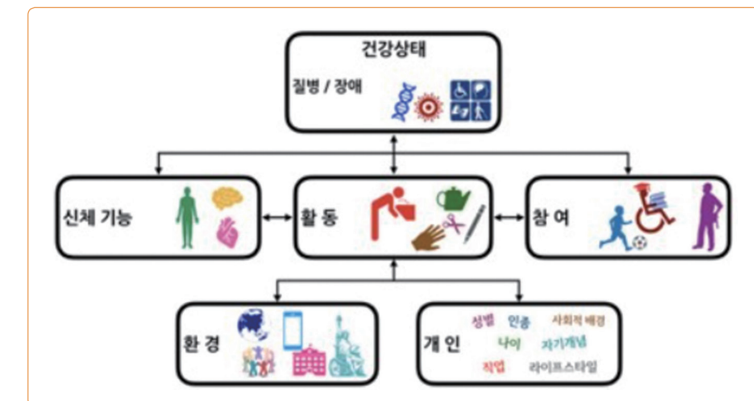 건강상태
질병 / 장애
신체 기능
활 동
참 여
환 경
개 인
성별 인종 사회적 배경
나이 자기개념
직업 라이프스타일